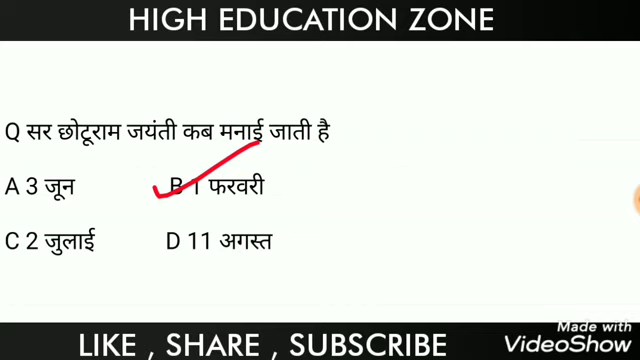 HIGH EDUCATION ZONE
Q सर छोटूराम जयंती कब मनाई जाती है
A 3 जून B 1 फरवरी
C 2 जुलाई D 11 अगस्त
Made with
VideoShow
LIKE , SHARE , SUBSCRIBE